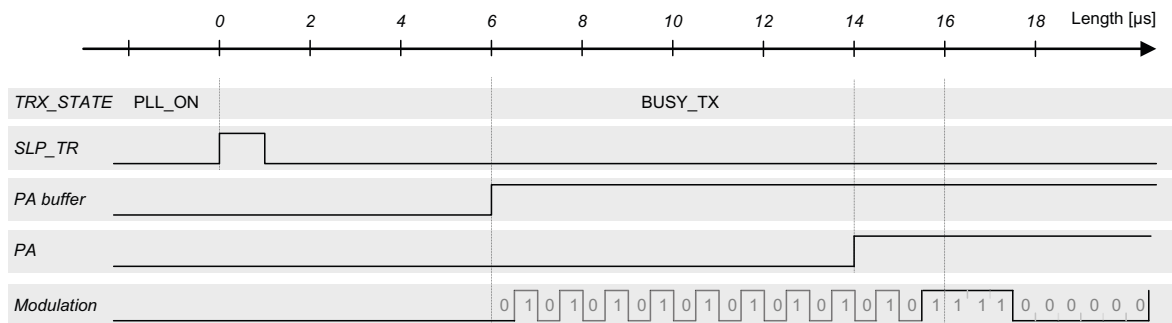 0 2 4 6 8 10 12 14 16 18 Length [µs]
TRX_STATE PLL_ON BUSY_TX
SLP_TR
PA buffer
PA
Modulation 0 1 0 1 0 1 0 1 0 1 0 1 0 1 0 1 0 1 0 1 1 1 1 0 0 0 0 0 0